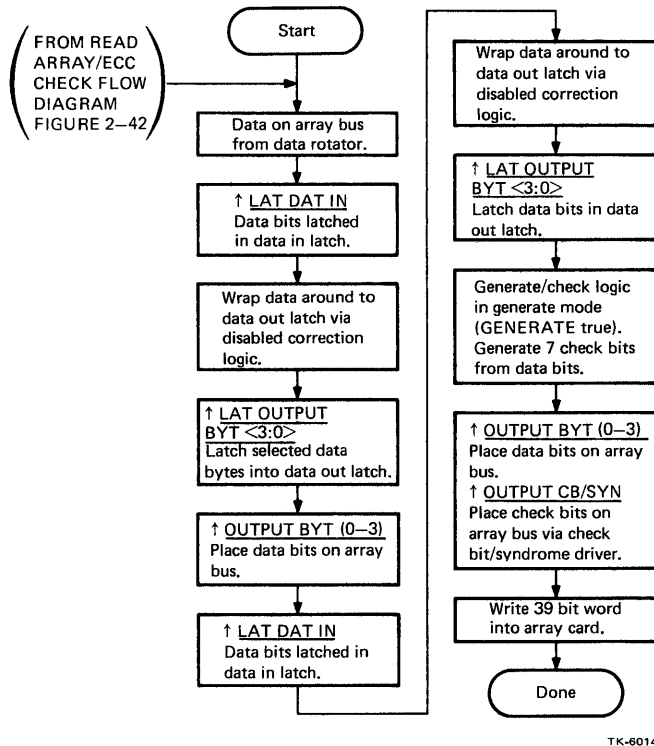 FROM READ
ARRAY/ECC
CHECK FLOW
DIAGRAM
FIGURE 2–42
Start
Data on array bus
from data rotator.
↑ LAT DAT IN
Data bits latched
in data in latch.
Wrap data around to
data out latch via
disabled correction
logic.
↑ LAT OUTPUT
BYT <3:0>
Latch selected data
bytes into data out latch.
↑ OUTPUT BYT (0–3)
Place data bits on array
bus.
↑ LAT DAT IN
Data bits latched in
data in latch.
Wrap data around to
data out latch via
disabled correction
logic.
↑ LAT OUTPUT
BYT <3:0>
Latch data bits in data
out latch.
Generate/check logic
in generate mode
(GENERATE true).
Generate 7 check bits
from data bits.
↑ OUTPUT BYT (0–3)
Place data bits on array
bus.
↑ OUTPUT CB/SYN
Place check bits on
array bus via check
bit/syndrome driver.
Write 39 bit word
into array card.
Done
TK-6014